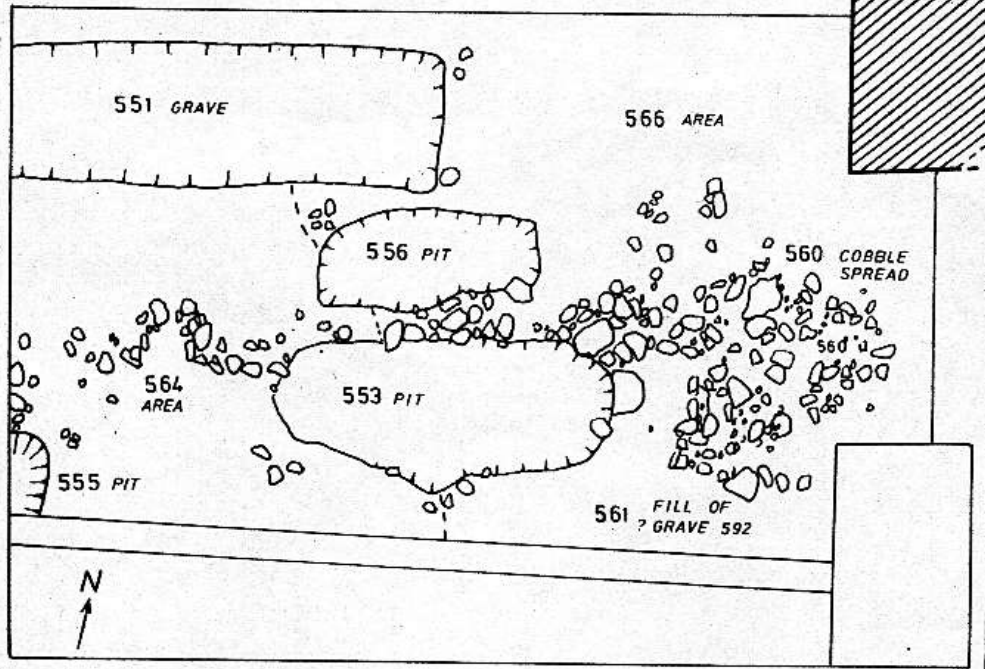 551 GRAVE
566 AREA
556 PIT
560 COBBLE
SPREAD
564
AREA
553 PIT
555 PIT
561 FILL OF
? GRAVE 592
N